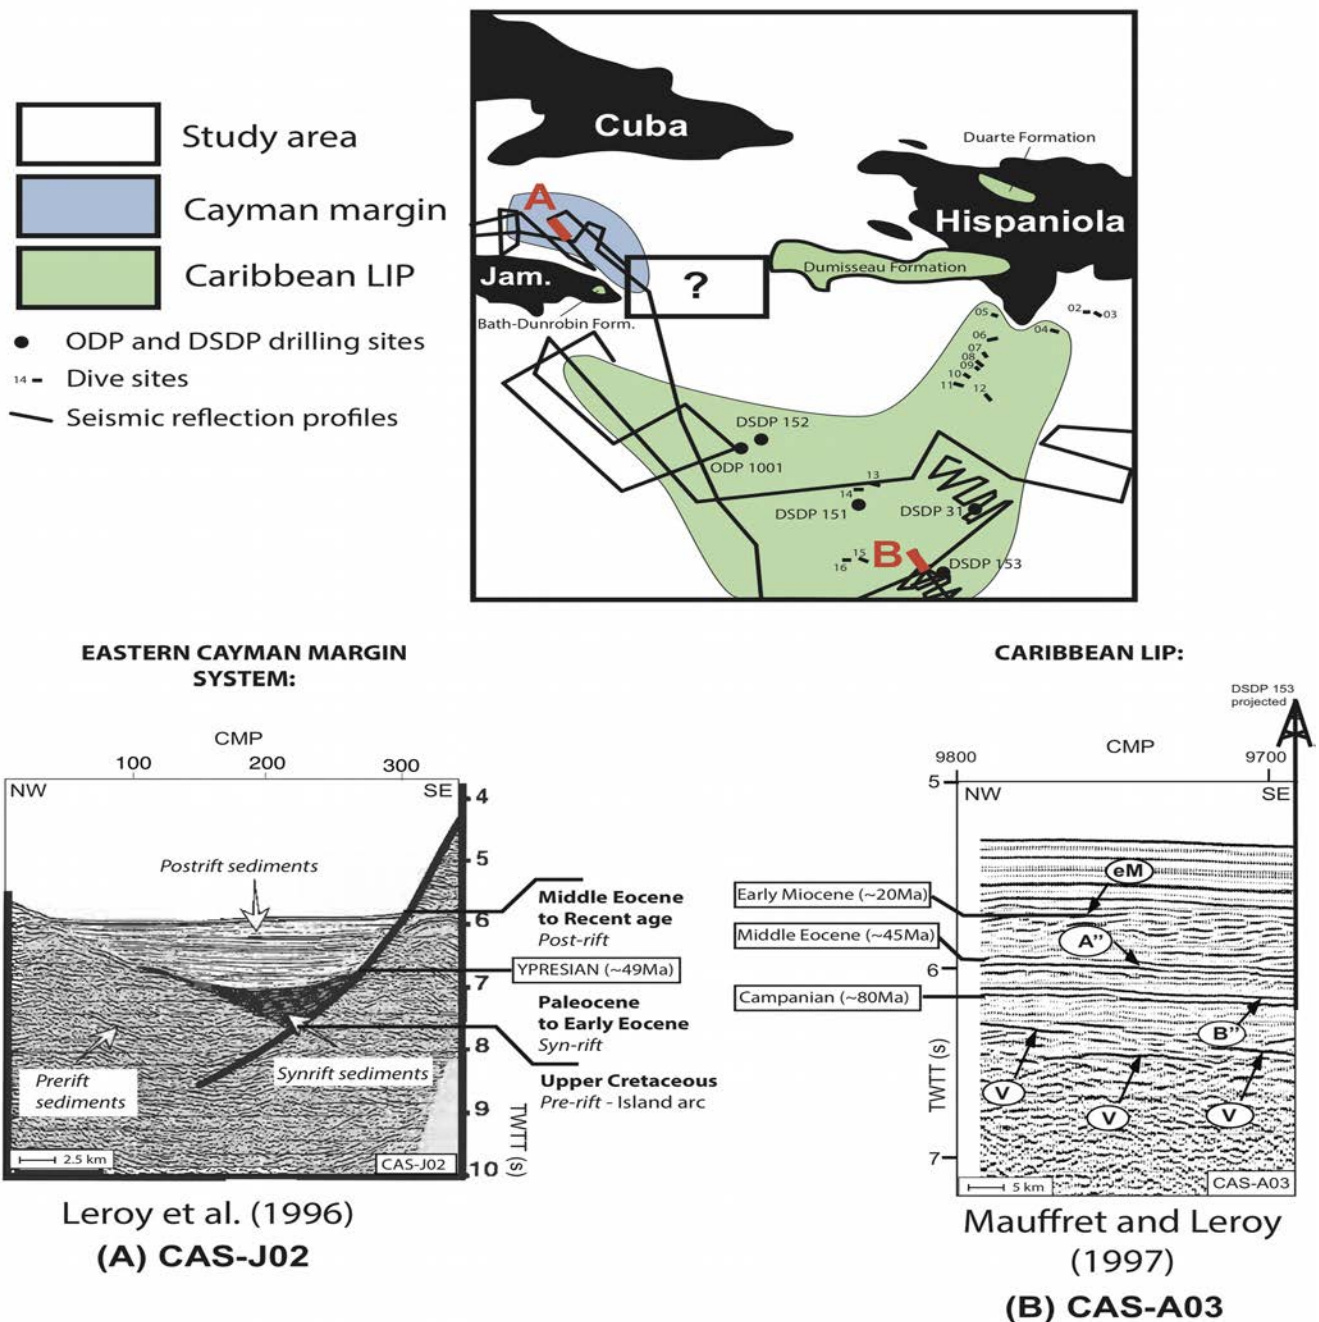 Study area
Cayman margin
Caribbean LIP
ODP and DSDP drilling sites
14 Dive sites
Seismic reflection profiles
Cuba
Duarte Formation
A
Hispaniola
Jam.
?
Dumisseau Formation
Bath-Dunrobin Form.
02
03
05
04
06
07
08
09
10
11
12
DSDP 152
ODP 1001
13
14
DSDP 151
DSDP 31
B
15
16
DSDP 153
EASTERN CAYMAN MARGIN
SYSTEM:
CMP
100 200 300
NW SE
4
5
6
7
8
9
10
TWTT (s)
Postrift sediments
Prerift
sediments
Synrift sediments
2.5 km
CAS-J02
Middle Eocene
to Recent age
Post-rift
YPRESIAN (~49Ma)
Paleocene
to Early Eocene
Syn-rift
Upper Cretaceous
Pre-rift - Island arc
Leroy et al. (1996)
(A) CAS-J02
CARIBBEAN LIP:
DSDP 153
projected
CMP
9800 9700
NW SE
5
6
7
TWTT (s)
Early Miocene (~20Ma)
Middle Eocene (~45Ma)
Campanian (~80Ma)
eM
A"
B"
V
V
V
5 km
CAS-A03
Mauffret and Leroy
(1997)
(B) CAS-A03